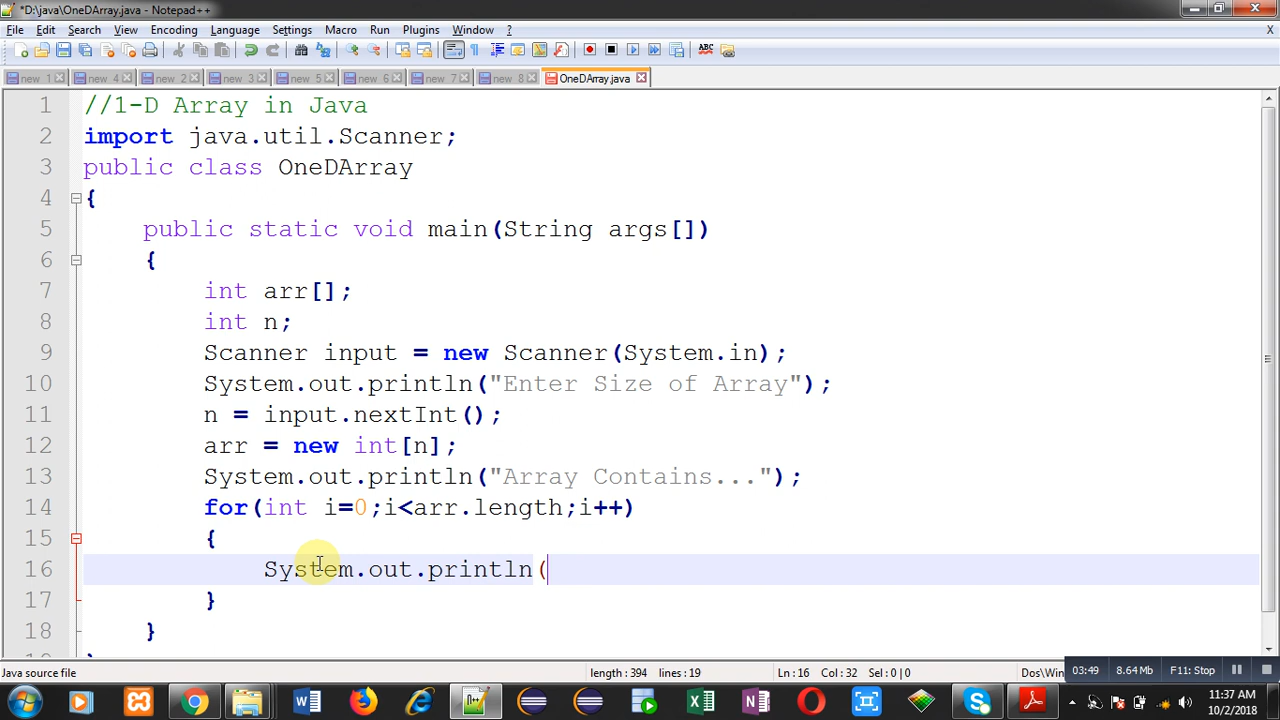 *D:\java\OneDArray.java - Notepad++
File Edit Search View Encoding Language Settings Macro Run Plugins Window ? X
new 1 new 4 new 2 new 3 new 5 new 6 new 7 new 8 OneDArray.java
1 //1-D Array in Java
2 import java.util.Scanner;
3 public class OneDArray
4 {
5 public static void main(String args[])
6 {
7 int arr[];
8 int n;
9 Scanner input = new Scanner(System.in);
10 System.out.println("Enter Size of Array");
11 n = input.nextInt();
12 arr = new int[n];
13 System.out.println("Array Contains...");
14 for(int i=0;i<arr.length;i++)
15 {
16 System.out.println(
17 }
18 }
Java source file length : 394 lines : 19 Ln : 16 Col : 32 Sel : 0 | 0 Dos\Win
03:49 8.64 Mb F11: Stop
11:37 AM
10/2/2018